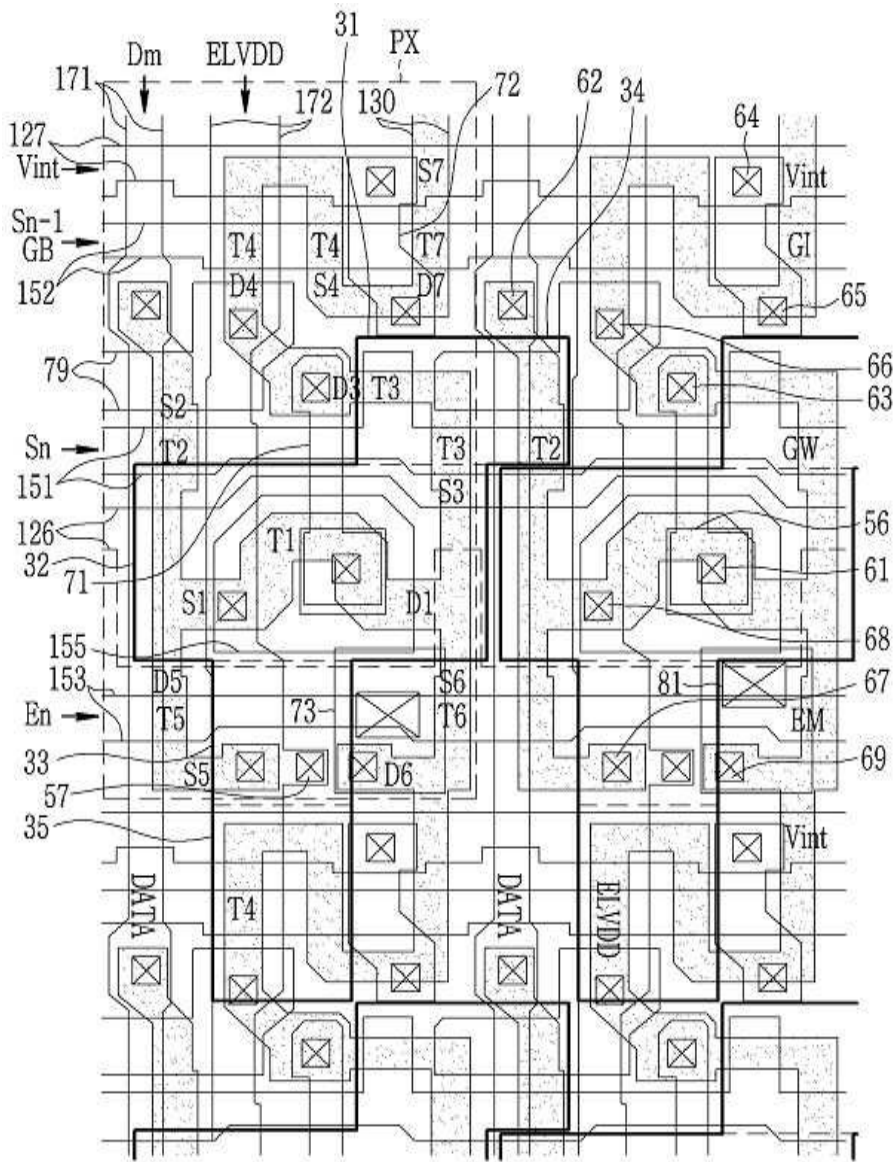 31
Dm ELVDD PX
171 172 130 72 62 34
127 64
Vint S7 Vint
Sn-1
GB T4 T4 T7 GI
152 D4 S4 D7 65
66
79 D3 T3 63
S2
Sn T2 T3 T2 GW
151 S3
126 56
32 T1 61
71 S1 D1
68
155
153 D5 S6 81 67
En T5 73 T6 EM
33
S5 D6 69
57
35 Vint
DATA T4 DATA ELVDD